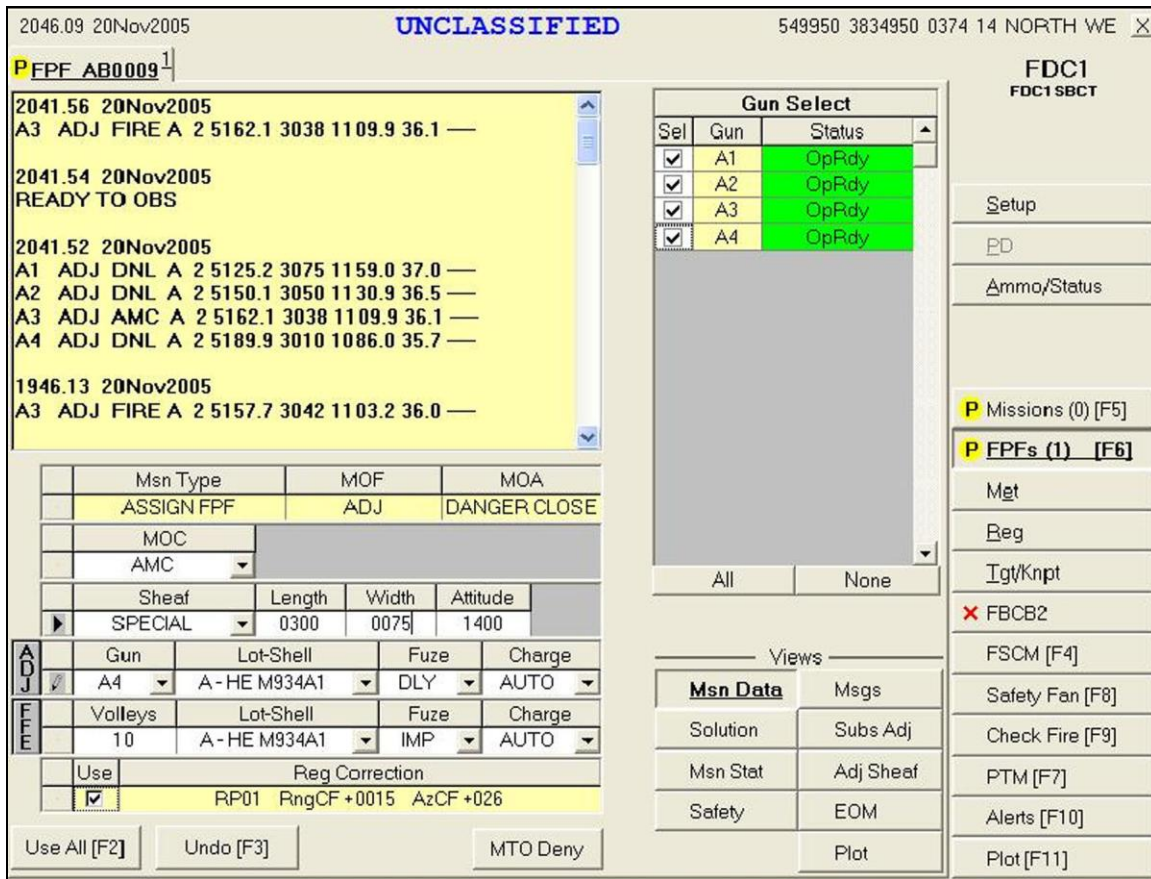 2046.09 20Nov2005 UNCLASSIFIED 549950 3834950 0374 14 NORTH WE X
P FPF AB0009 1
FDC1
FDC1 SBCT
2041.56 20Nov2005
A3 ADJ FIRE A 2 5162.1 3038 1109.9 36.1 —
2041.54 20Nov2005
READY TO OBS
2041.52 20Nov2005
A1 ADJ DNL A 2 5125.2 3075 1159.0 37.0 —
A2 ADJ DNL A 2 5150.1 3050 1130.9 36.5 —
A3 ADJ AMC A 2 5162.1 3038 1109.9 36.1 —
A4 ADJ DNL A 2 5189.9 3010 1086.0 35.7 —
1946.13 20Nov2005
A3 ADJ FIRE A 2 5157.7 3042 1103.2 36.0 —
Gun Select
Sel Gun Status
A1 OpRdy
A2 OpRdy
A3 OpRdy
A4 OpRdy
All None
Msn Type MOF MOA
ASSIGN FPF ADJ DANGER CLOSE
MOC
AMC
Sheaf Length Width Attitude
SPECIAL 0300 0075 1400
ADJ
Gun Lot-Shell Fuze Charge
A4 A - HE M934A1 DLY AUTO
FFE
Volleys Lot-Shell Fuze Charge
10 A - HE M934A1 IMP AUTO
Use Reg Correction
RP01 RngCF +0015 AzCF +026
Use All [F2] Undo [F3] MTO Deny
Views
Msn Data Msgs
Solution Subs Adj
Msn Stat Adj Sheaf
Safety EOM
Plot
Setup
PD
Ammo/Status
P Missions (0) [F5]
P FPFs (1) [F6]
Met
Reg
Tgt/Knpt
FBCB2
FSCM [F4]
Safety Fan [F8]
Check Fire [F9]
PTM [F7]
Alerts [F10]
Plot [F11]